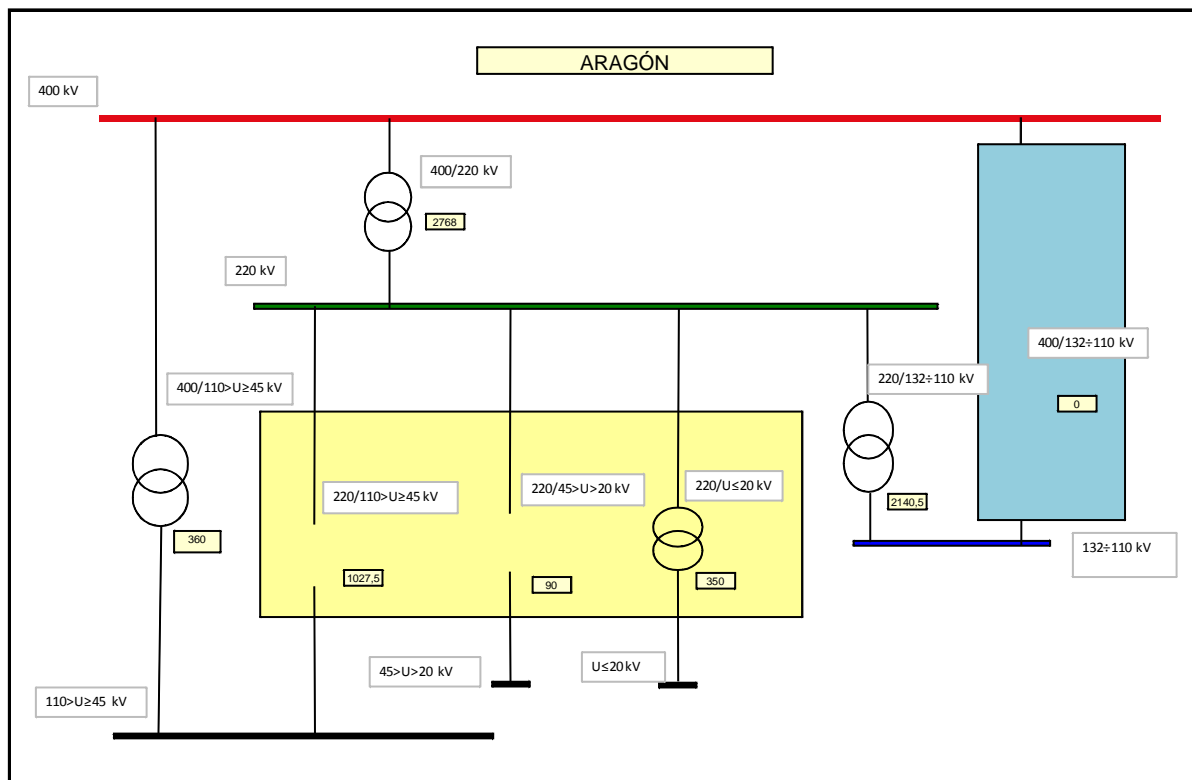 ARAGÓN
400 kV
400/220 kV
2768
220 kV
400/132÷110 kV
220/132÷110 kV
400/110>U≥45 kV
0
220/110>U≥45 kV
220/45>U>20 kV
220/U≤20 kV
2140,5
360
132÷110 kV
1027,5
90
350
45>U>20 kV
U≤20 kV
110>U≥45 kV